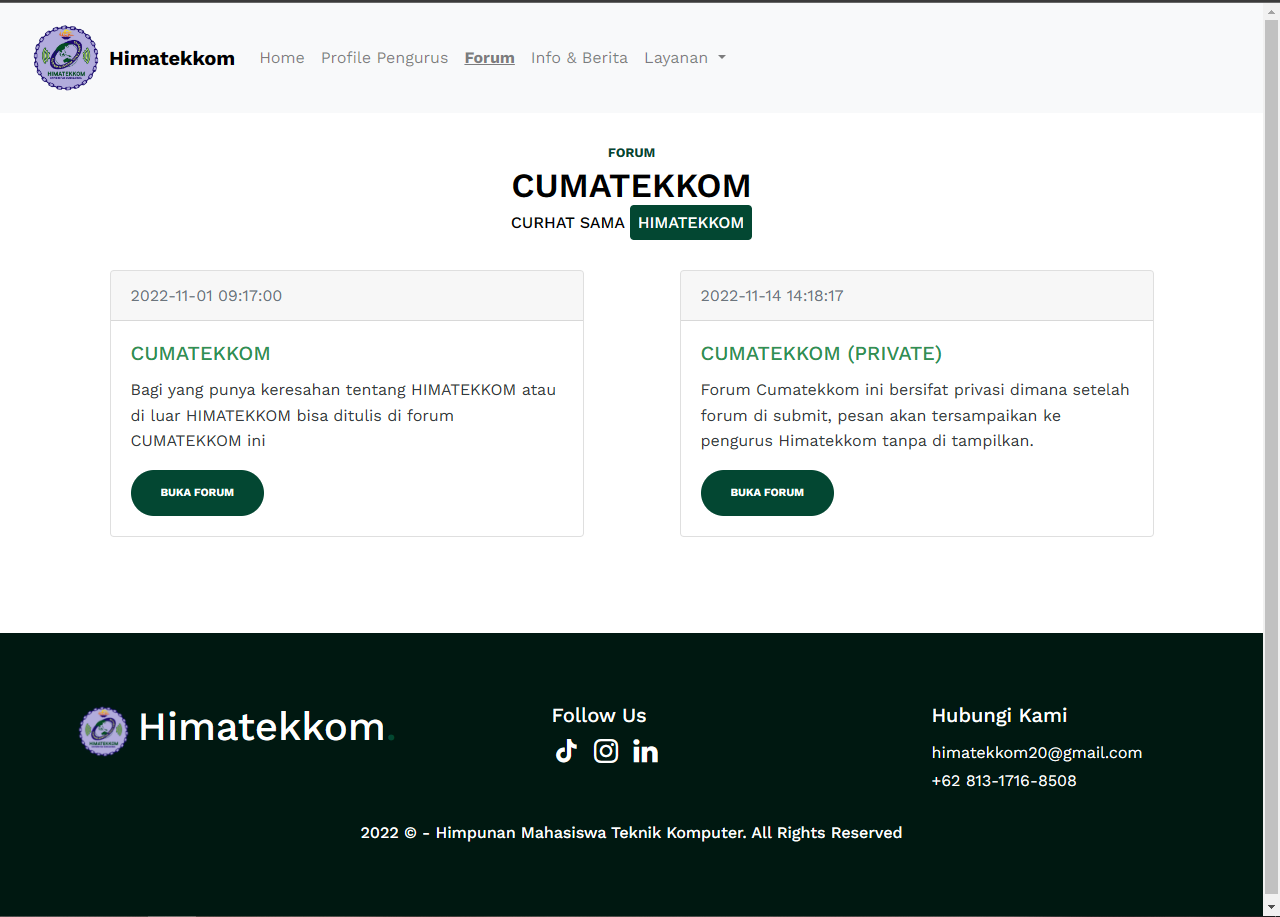 HIMATEKKOM
Himatekkom
Home
Profile Pengurus
Forum
Info & Berita
Layanan
FORUM
CUMATEKKOM
CURHAT SAMA HIMATEKKOM
2022-11-01 09:17:00
CUMATEKKOM
Bagi yang punya keresahan tentang HIMATEKKOM atau
di luar HIMATEKKOM bisa ditulis di forum
CUMATEKKOM ini
BUKA FORUM
2022-11-14 14:18:17
CUMATEKKOM (PRIVATE)
Forum Cumatekkom ini bersifat privasi dimana setelah
forum di submit, pesan akan tersampaikan ke
pengurus Himatekkom tanpa di tampilkan.
BUKA FORUM
HIMATEKKOM
Himatekkom.
Follow Us
Hubungi Kami
himatekkom20@gmail.com
+62 813-1716-8508
2022 © - Himpunan Mahasiswa Teknik Komputer. All Rights Reserved